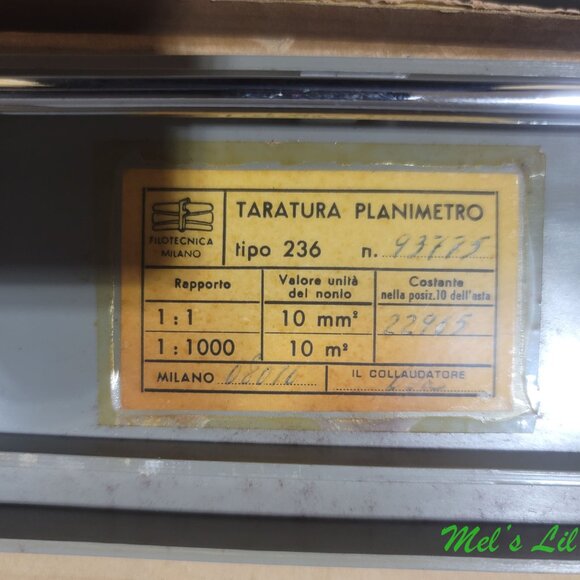 TARATURA PLANIMETRO
FILOTECNICA
MILANO
tipo 236 n. 93775
Rapporto
Valore unità
del nonio
Costante
nella posiz. 10 dell'asta
1 : 1 10 mm² 22965
1 : 1000 10 m²
MILANO
IL COLLAUDATORE
Mel's Lil